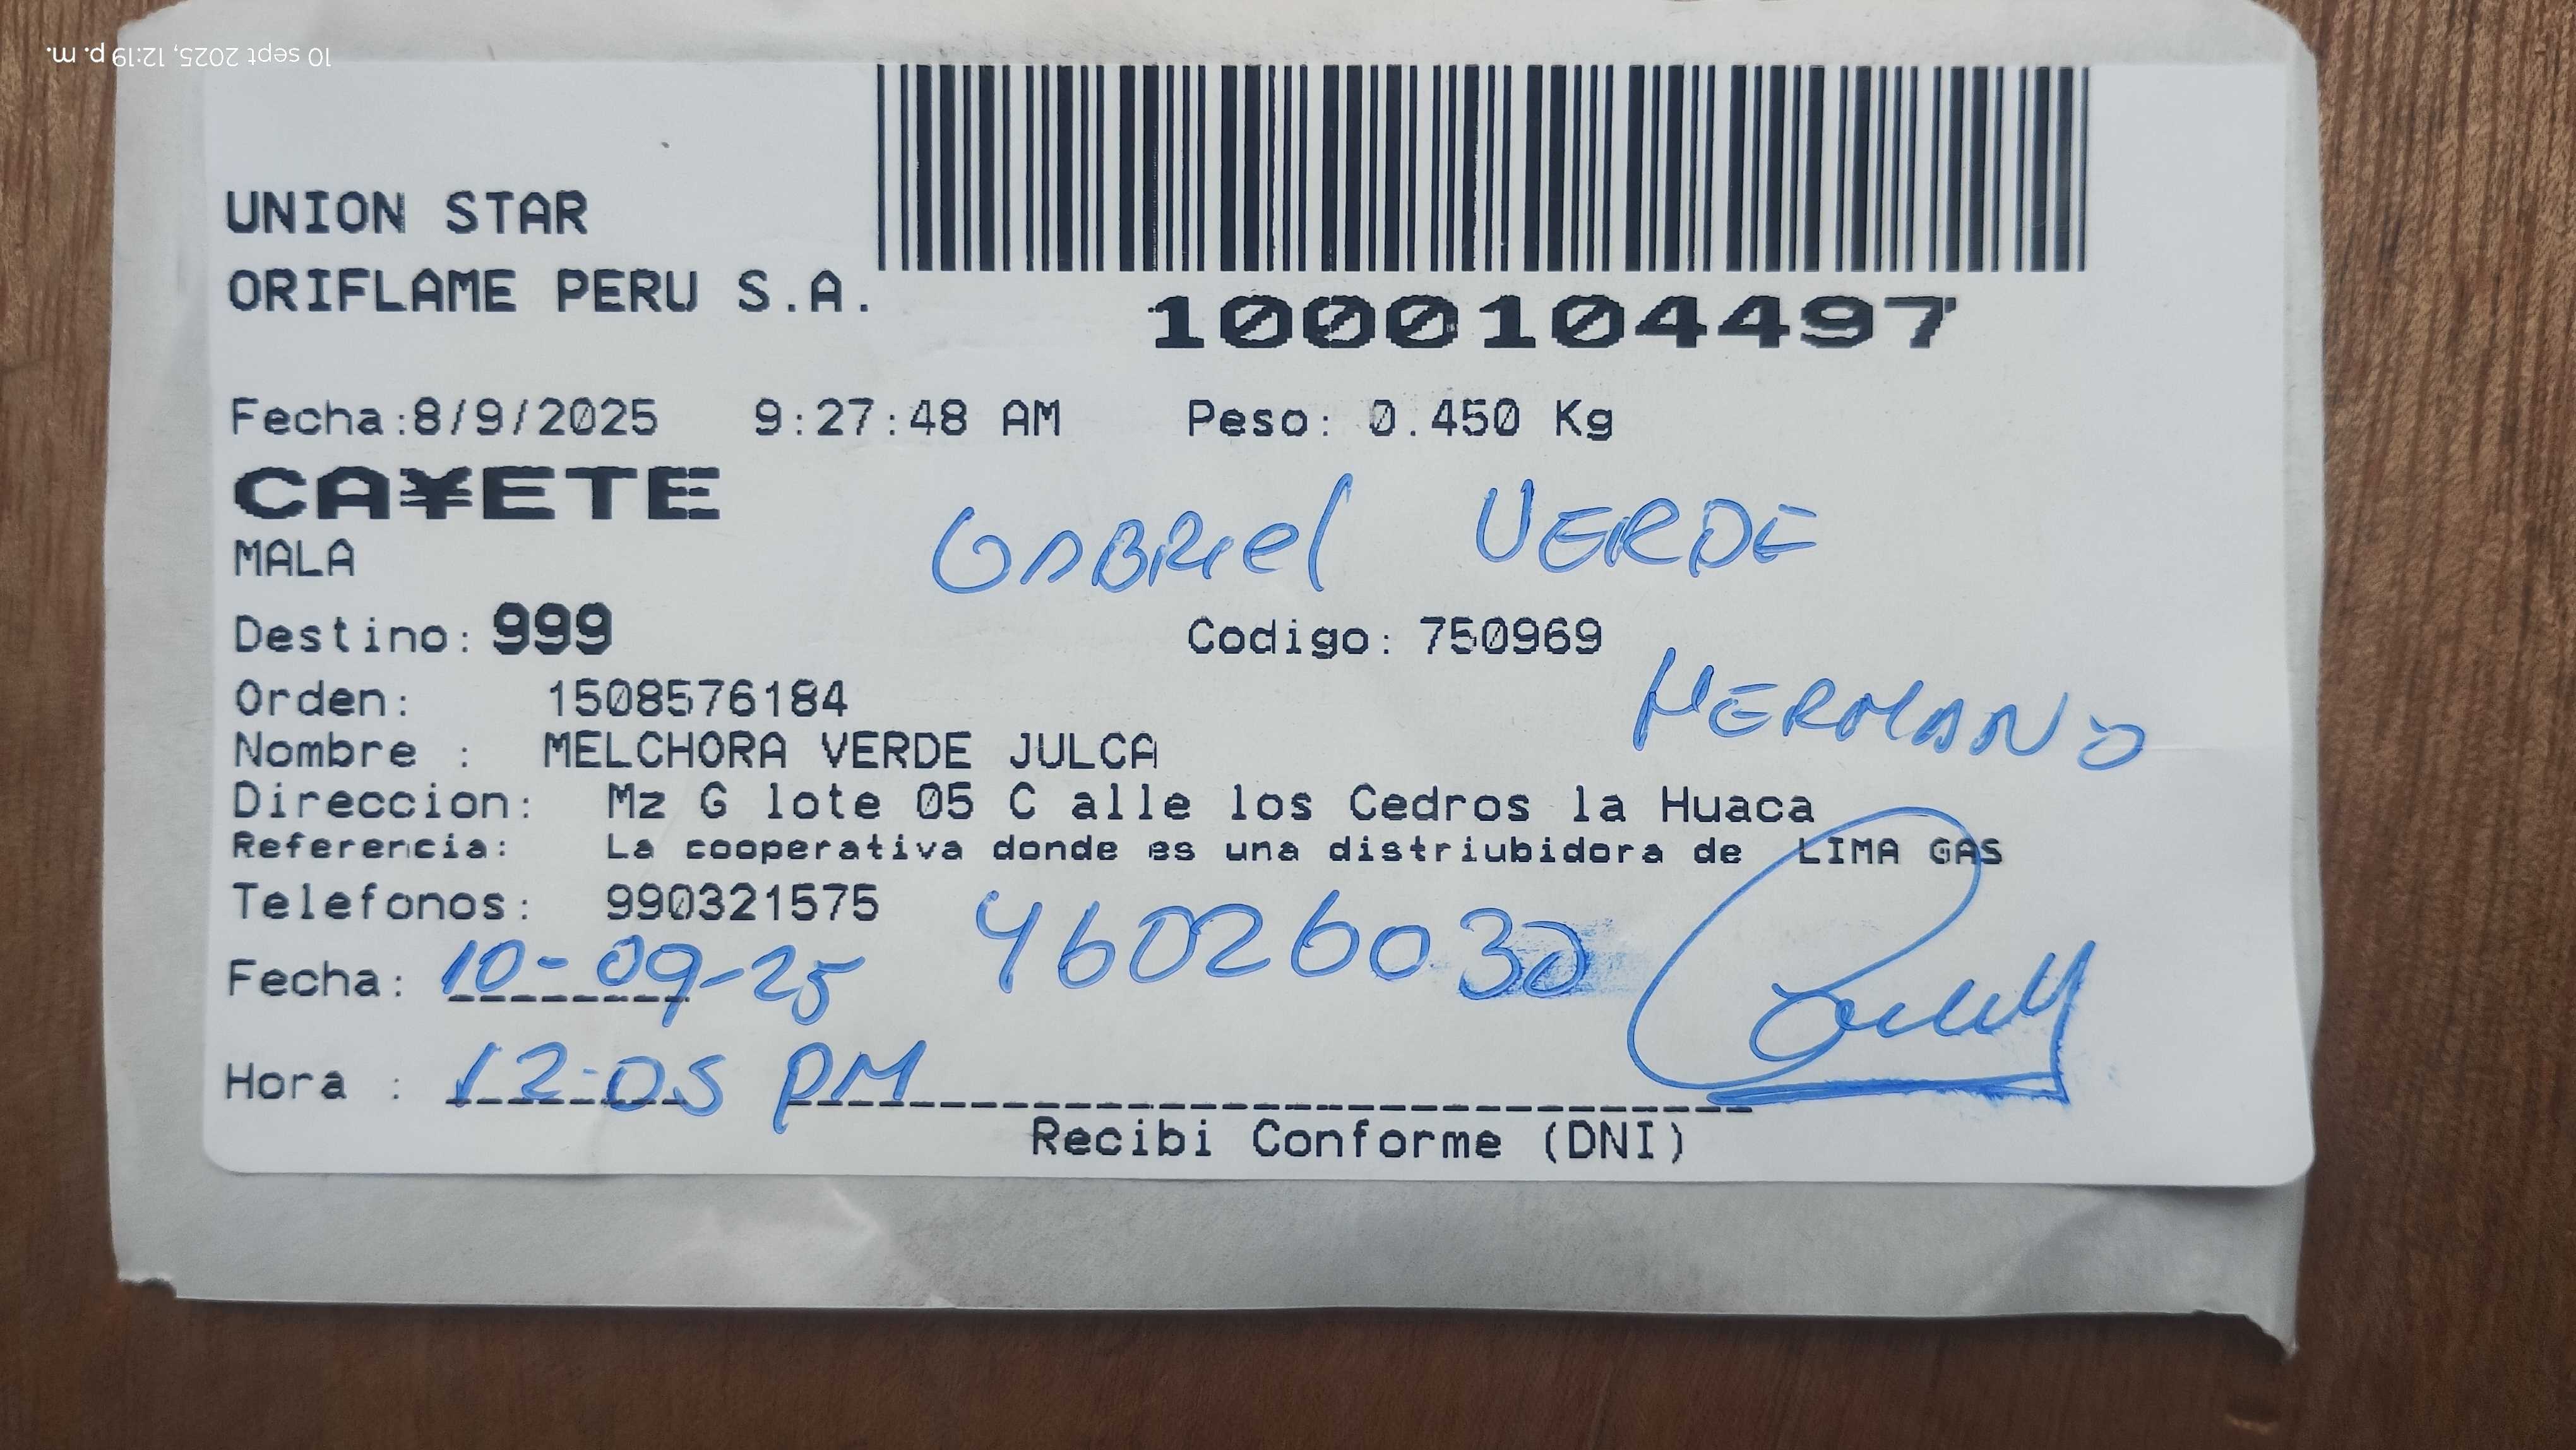 10 sept 2025, 12:19 p. m.
UNION STAR
ORIFLAME PERU S.A.
1000104497
Fecha:8/9/2025 9:27:48 AM Peso: 0.450 Kg
CA¥ETE
GABRIEL VERDE
MALA
Destino: 999 Codigo: 750969
HERMANO
Orden: 1508576184
Nombre : MELCHORA VERDE JULCA
Direccion: Mz G lote 05 C alle los Cedros la Huaca
Referencia: La cooperativa donde es una distriubidora de LIMA GAS
Telefonos: 990321575
46026030
Fecha: 10-09-25
Hora : 12:05 PM
Recibi Conforme (DNI)